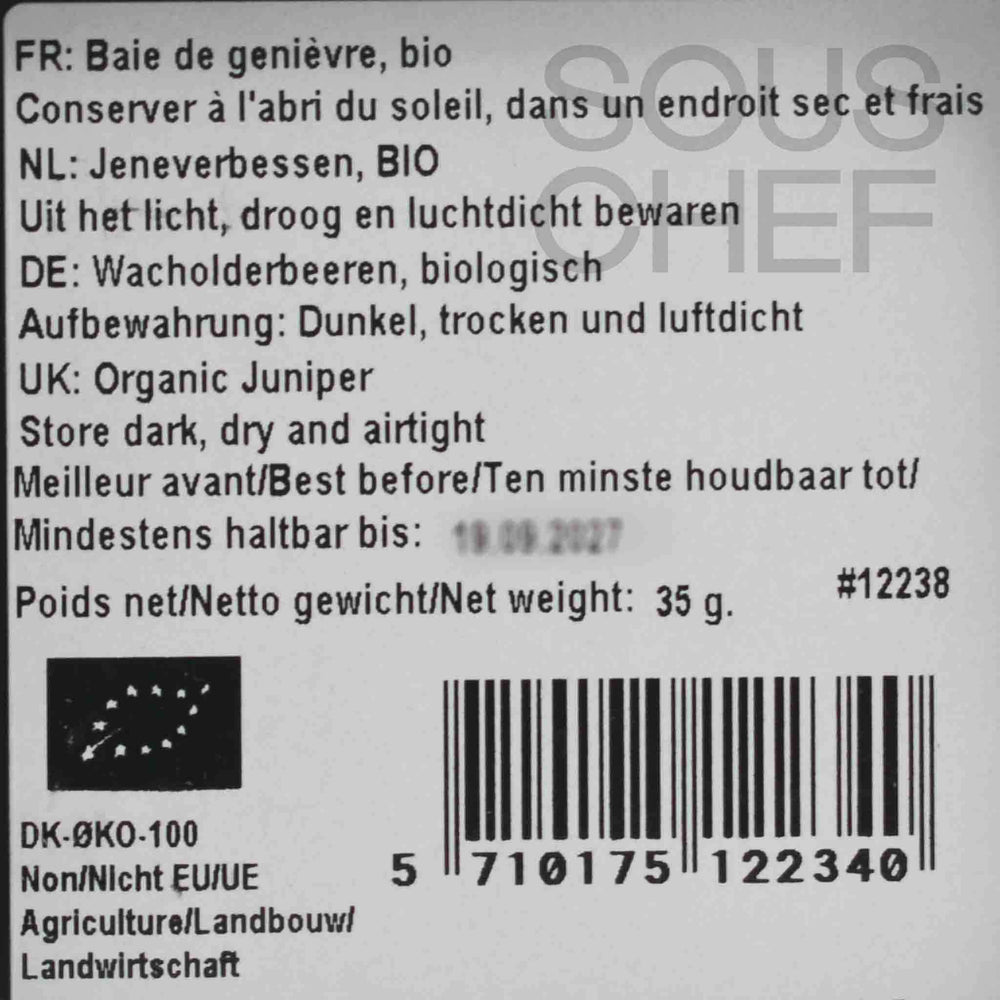 SOUS
CHEF
FR: Baie de genièvre, bio
Conserver à l'abri du soleil, dans un endroit sec et frais
NL: Jeneverbessen, BIO
Uit het licht, droog en luchtdicht bewaren
DE: Wacholderbeeren, biologisch
Aufbewahrung: Dunkel, trocken und luftdicht
UK: Organic Juniper
Store dark, dry and airtight
Meilleur avant/Best before/Ten minste houdbaar tot/
Mindestens haltbar bis:
Poids net/Netto gewicht/Net weight: 35 g.
#12238
DK-ØKO-100
Non/Nicht EU/UE
Agriculture/Landbouw/
Landwirtschaft
5 710175 122340